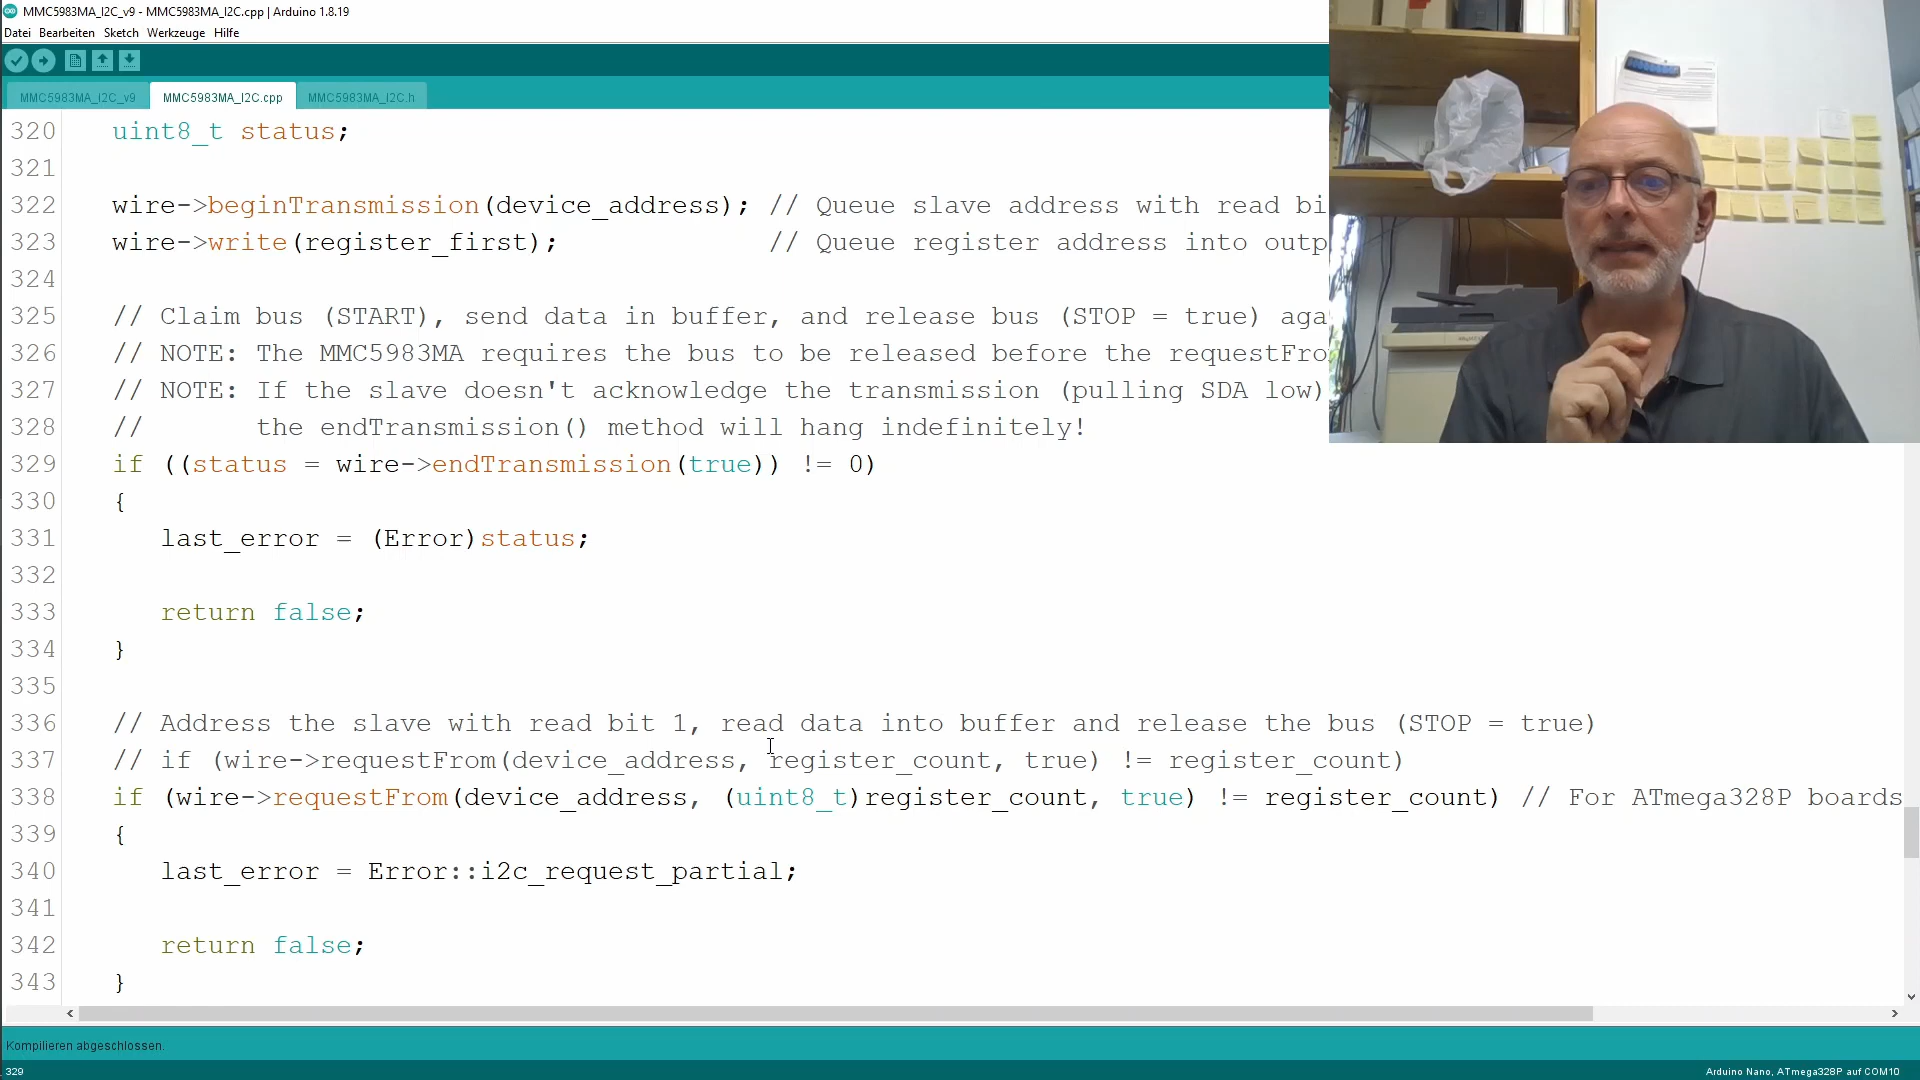 MMC5983MA_I2C_v9 - MMC5983MA_I2C.cpp | Arduino 1.8.19
Datei Bearbeiten Sketch Werkzeuge Hilfe
MMC5983MA_I2C_v9 MMC5983MA_I2C.cpp MMC5983MA_I2C.h
320 uint8_t status;
321
322 wire->beginTransmission(device_address); // Queue slave address with read bi
323 wire->write(register_first); // Queue register address into outp
324
325 // Claim bus (START), send data in buffer, and release bus (STOP = true) aga
326 // NOTE: The MMC5983MA requires the bus to be released before the requestFro
327 // NOTE: If the slave doesn't acknowledge the transmission (pulling SDA low)
328 // the endTransmission() method will hang indefinitely!
329 if ((status = wire->endTransmission(true)) != 0)
330 {
331 last_error = (Error)status;
332
333 return false;
334 }
335
336 // Address the slave with read bit 1, read data into buffer and release the bus (STOP = true)
337 // if (wire->requestFrom(device_address, register_count, true) != register_count)
338 if (wire->requestFrom(device_address, (uint8_t)register_count, true) != register_count) // For ATmega328P boards
339 {
340 last_error = Error::i2c_request_partial;
341
342 return false;
343 }
Kompilieren abgeschlossen.
329
Arduino Nano, ATmega328P auf COM10